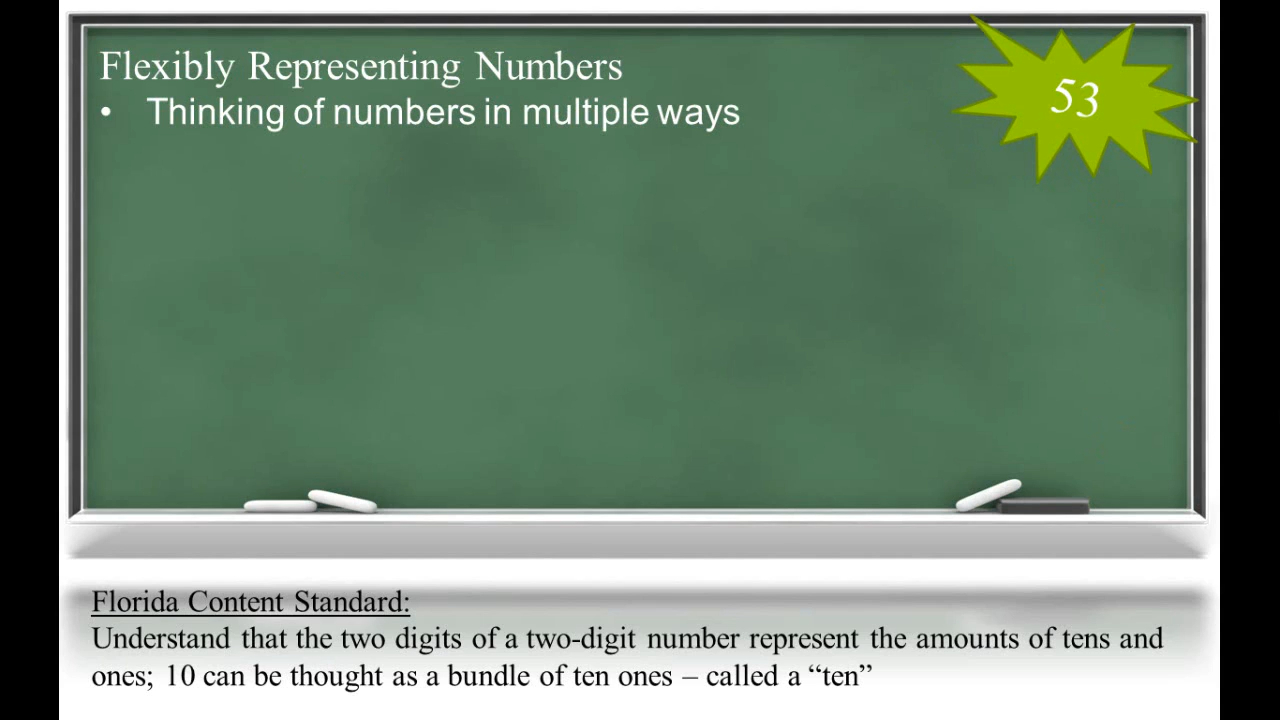 Flexibly Representing Numbers
• Thinking of numbers in multiple ways
53
Florida Content Standard:
Understand that the two digits of a two-digit number represent the amounts of tens and
ones; 10 can be thought as a bundle of ten ones – called a “ten”